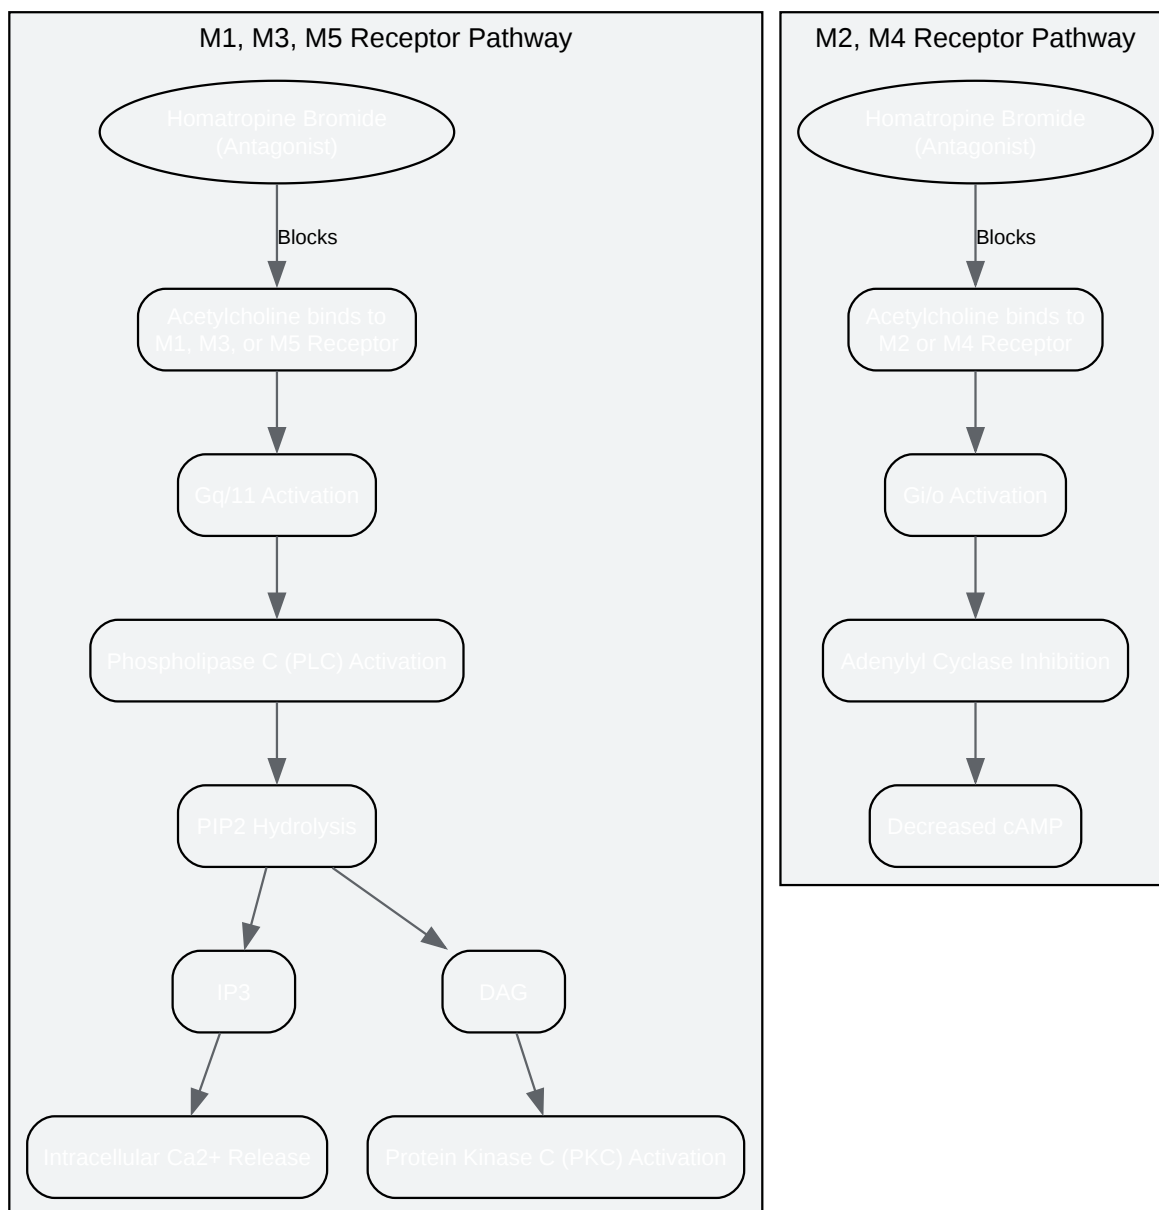 M1, M3, M5 Receptor Pathway
Homatropine Bromide
(Antagonist)
Blocks
Acetylcholine binds to
M1, M3, or M5 Receptor
Gq/11 Activation
Phospholipase C (PLC) Activation
PIP2 Hydrolysis
IP3
DAG
Intracellular Ca2+ Release
Protein Kinase C (PKC) Activation
M2, M4 Receptor Pathway
Homatropine Bromide
(Antagonist)
Blocks
Acetylcholine binds to
M2 or M4 Receptor
Gi/o Activation
Adenylyl Cyclase Inhibition
Decreased cAMP